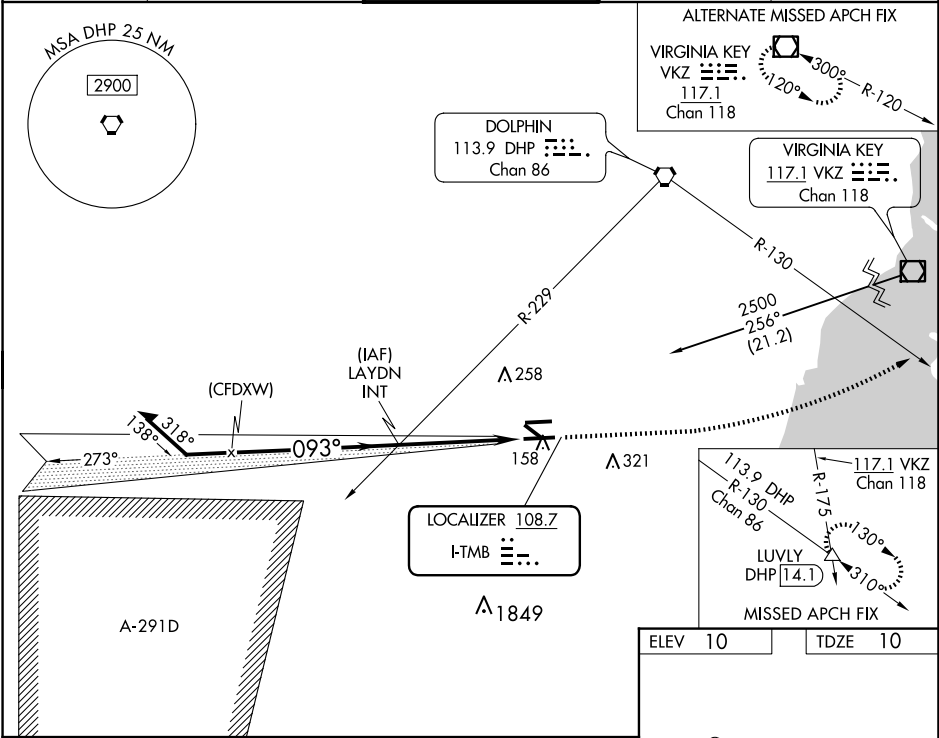 MSA DHP 25 NM
2900
ALTERNATE MISSED APCH FIX
VIRGINIA KEY
VKZ
117.1
Chan 118
120°
300°
R-120
DOLPHIN
113.9 DHP
Chan 86
VIRGINIA KEY
117.1 VKZ
Chan 118
R-130
R-229
2500
256°
(21.2)
(IAF)
LAYDN
INT
258
(CFDXW)
318°
138°
093°
273°
158
321
LOCALIZER 108.7
I-TMB
1849
A-291D
113.9 DHP
R-130
Chan 86
117.1 VKZ
Chan 118
R-175
130°
LUVLY
DHP 14.1
310°
MISSED APCH FIX
ELEV 10
TDZE 10